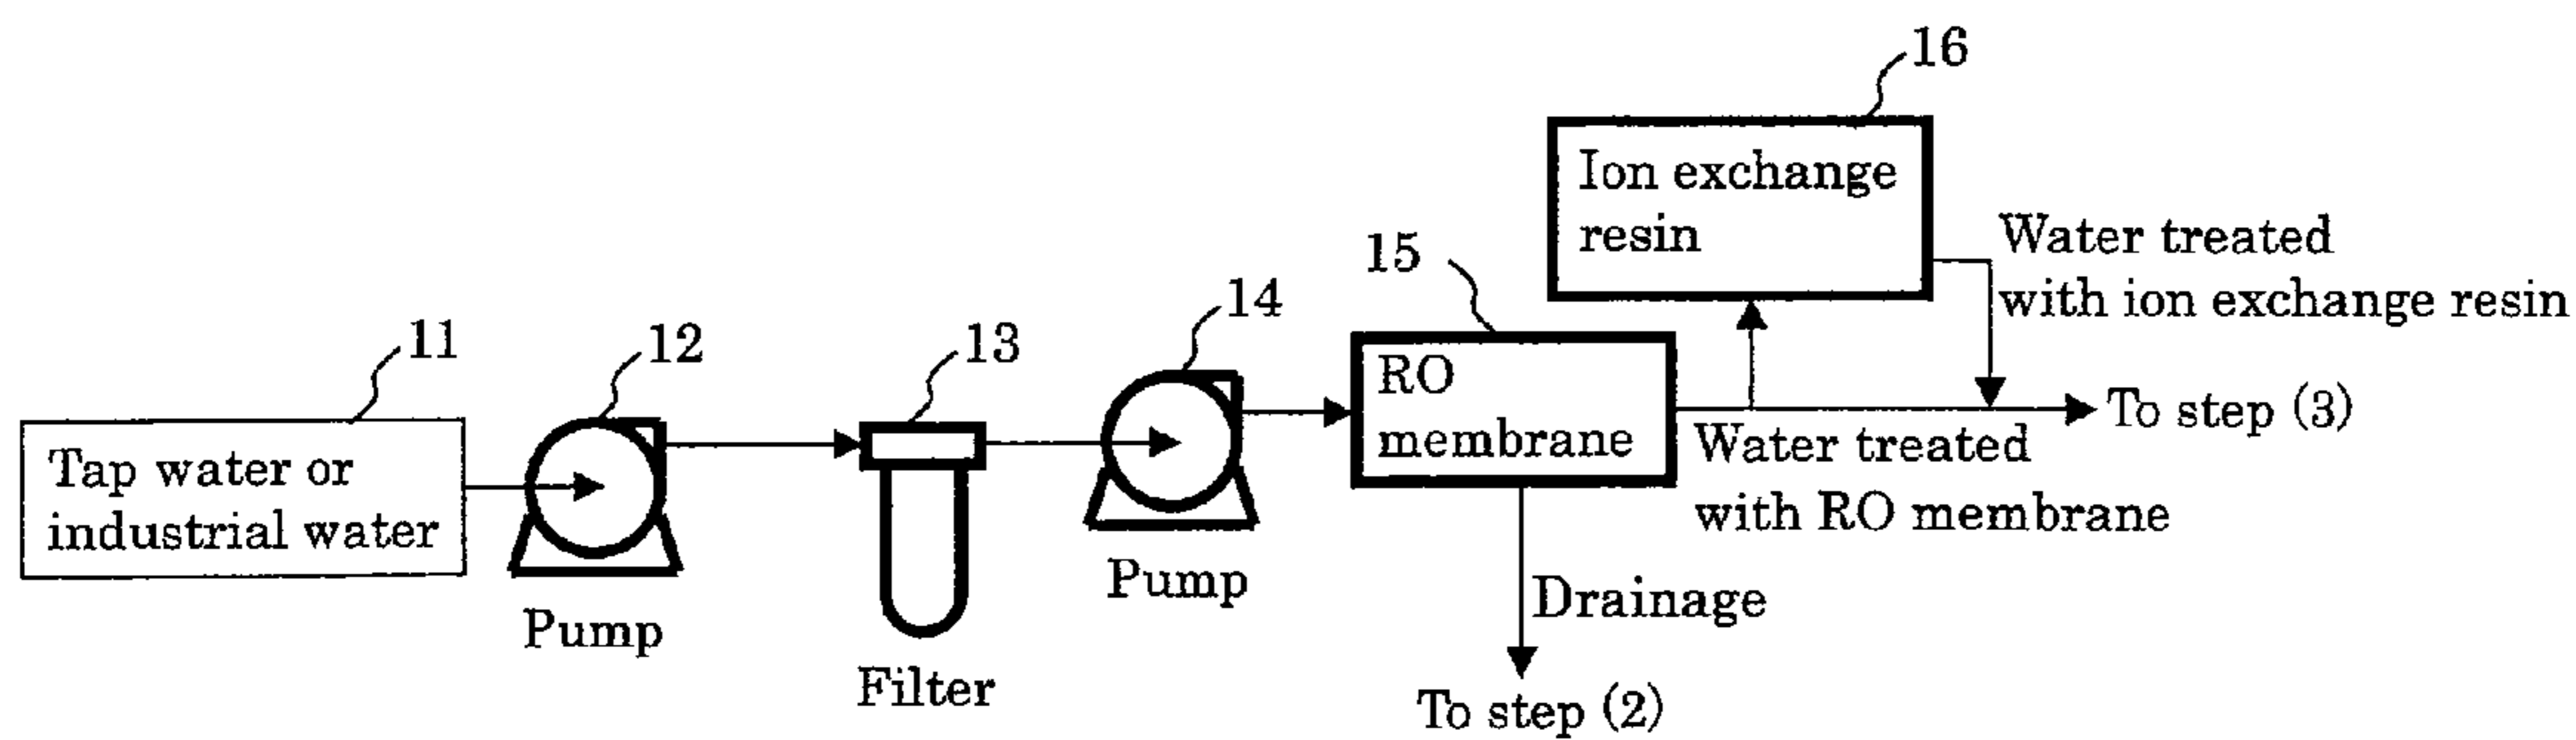 16
Ion exchange
resin
Water treated
with ion exchange resin
15
14
RO
membrane
To step (3)
Water treated
with RO membrane
13
12
11
Tap water or
industrial water
Pump
Filter
Pump
Drainage
To step (2)